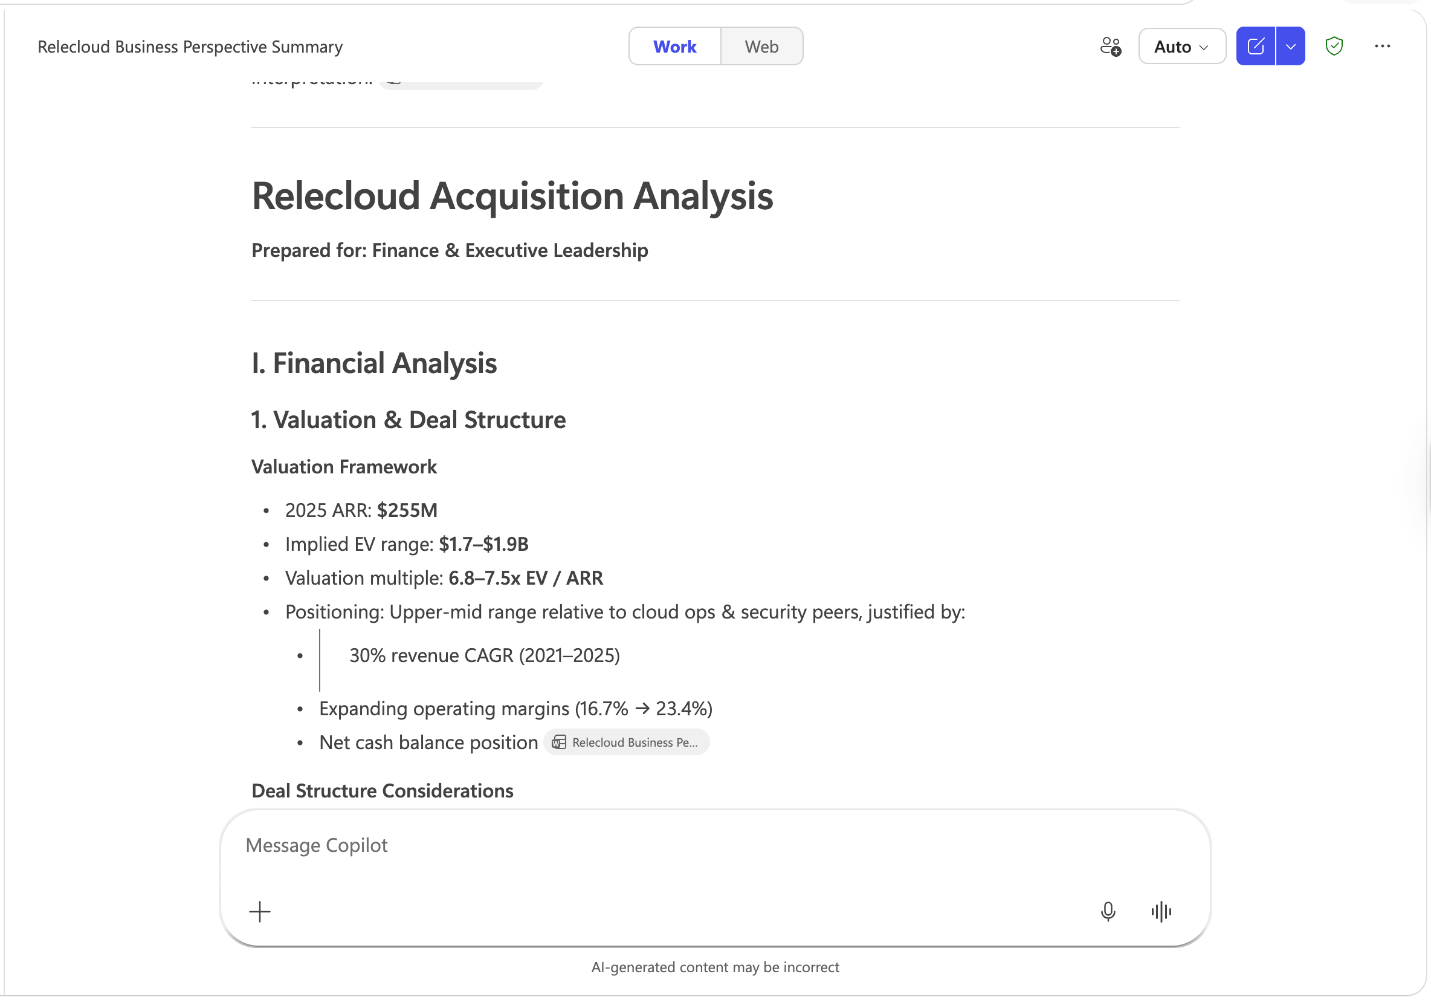 Relecloud Business Perspective Summary
Work
Web
Auto
interpretation.
Relecloud Acquisition Analysis
Prepared for: Finance & Executive Leadership
I. Financial Analysis
1. Valuation & Deal Structure
Valuation Framework
• 2025 ARR: $255M
• Implied EV range: $1.7–$1.9B
• Valuation multiple: 6.8–7.5x EV / ARR
• Positioning: Upper-mid range relative to cloud ops & security peers, justified by:
• 30% revenue CAGR (2021–2025)
• Expanding operating margins (16.7% → 23.4%)
• Net cash balance position Relecloud Business Pe...
Deal Structure Considerations
Message Copilot
AI-generated content may be incorrect